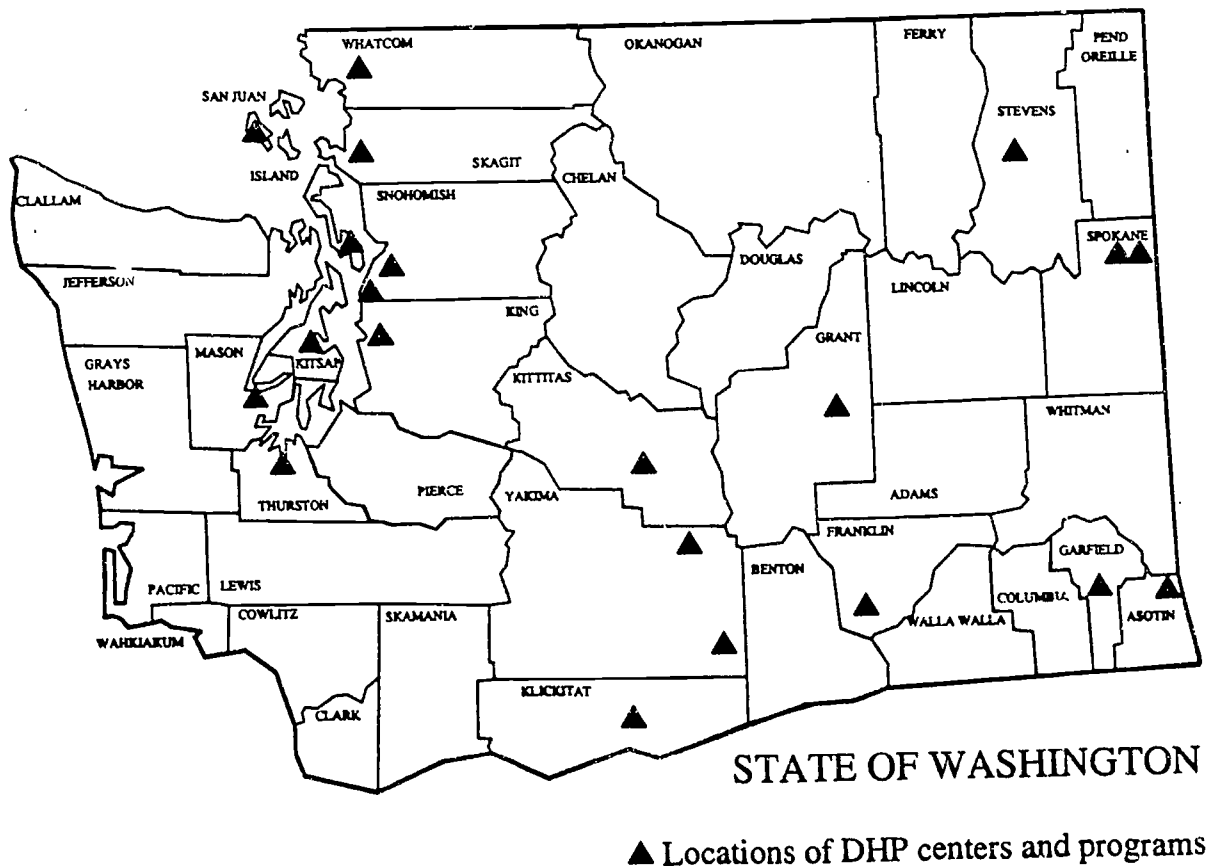 WHATCOM
OKANOGAN
FERRY
PEND
OREILLE
SAN JUAN
STEVENS
SKAGIT
ISLAND
CHELAN
SNOHOMISH
CLALLAM
SPOKANE
DOUGLAS
JEFFERSON
LINCOLN
KING
GRANT
MASON
GRAYS
HARBOR
KITSAP
KITTITAS
WHITMAN
PIERCE
YAKIMA
ADAMS
THURSTON
FRANKLIN
GARFIELD
BENTON
PACIFIC
LEWIS
COLUMBIA
COWLITZ
SKAMANIA
WALLA WALLA
ASOTIN
WAHKIAKUM
KLICKITAT
CLARK
STATE OF WASHINGTON
Locations of DHP centers and programs